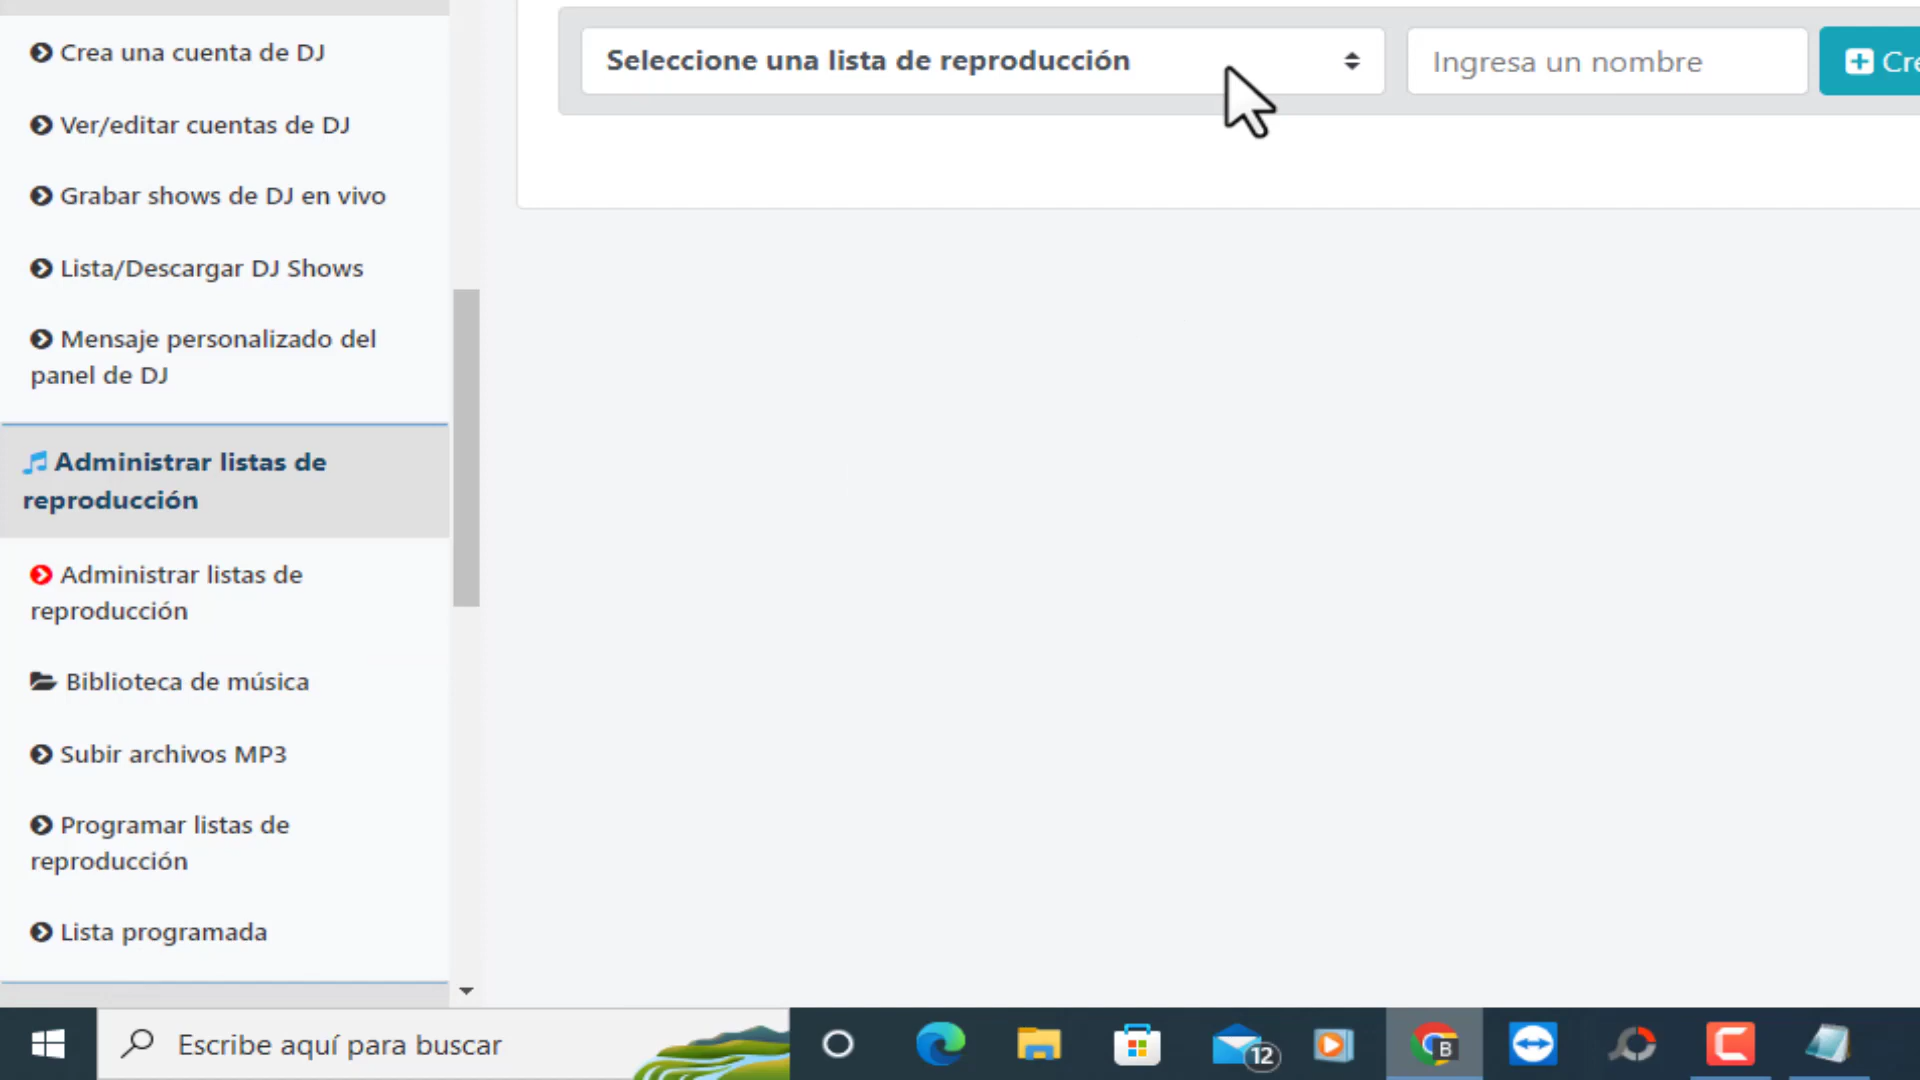 Crea una cuenta de DJ
Ver/editar cuentas de DJ
Grabar shows de DJ en vivo
Lista/Descargar DJ Shows
Mensaje personalizado del
panel de DJ
Administrar listas de
reproducción
Administrar listas de
reproducción
Biblioteca de música
Subir archivos MP3
Programar listas de
reproducción
Lista programada
Seleccione una lista de reproducción
Ingresa un nombre
Cre
Escribe aquí para buscar
12
B